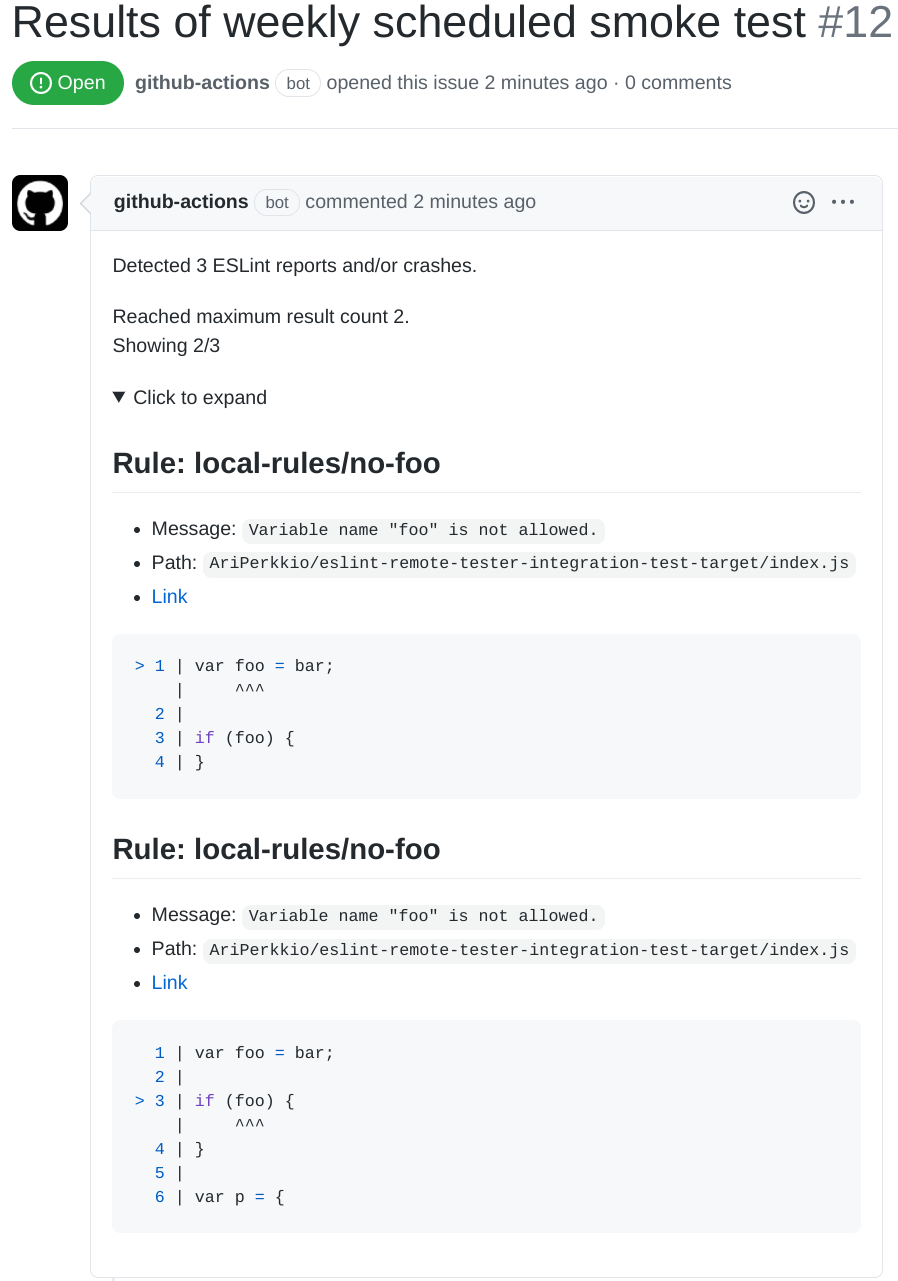 Results of weekly scheduled smoke test #12
Open github-actions bot opened this issue 2 minutes ago · 0 comments
github-actions bot commented 2 minutes ago
Detected 3 ESLint reports and/or crashes.
Reached maximum result count 2.
Showing 2/3
▼ Click to expand
Rule: local-rules/no-foo
• Message: Variable name "foo" is not allowed.
• Path: AriPerkkio/eslint-remote-tester-integration-test-target/index.js
• Link
> 1 | var foo = bar;
    |     ^^^
  2 |
  3 | if (foo) {
  4 | }
Rule: local-rules/no-foo
• Message: Variable name "foo" is not allowed.
• Path: AriPerkkio/eslint-remote-tester-integration-test-target/index.js
• Link
  1 | var foo = bar;
  2 |
> 3 | if (foo) {
    |     ^^^
  4 | }
  5 |
  6 | var p = {